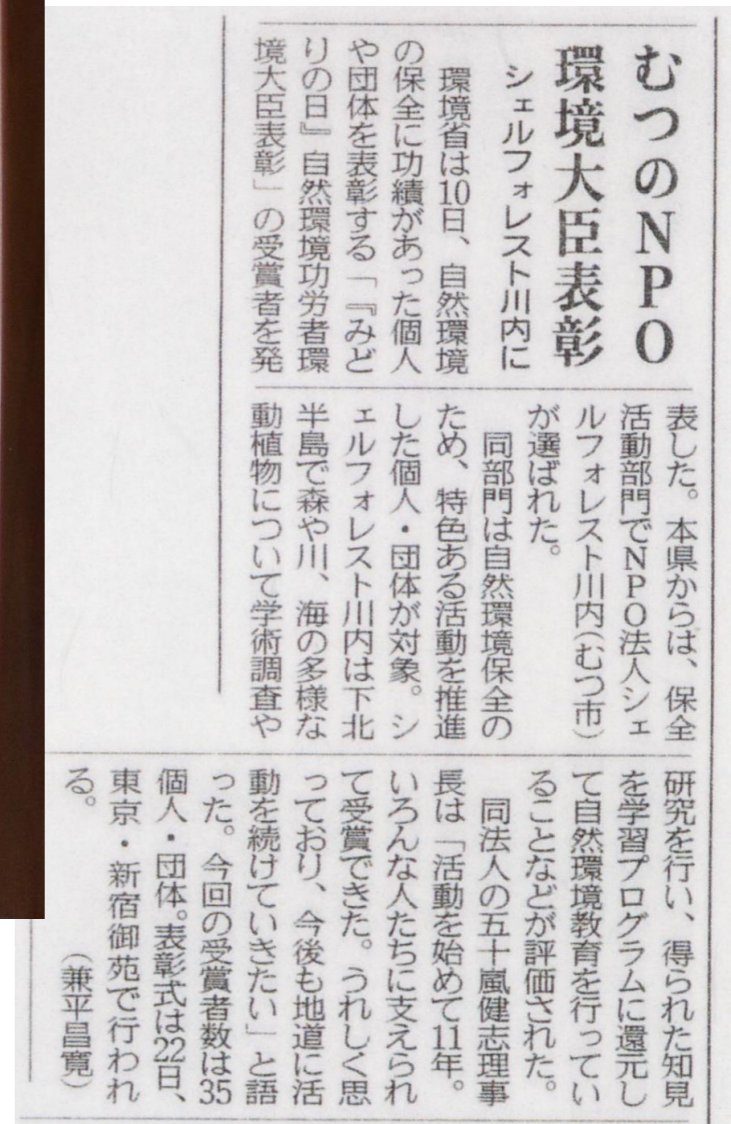 むつのNPO
環境大臣表彰
シェルフォレスト川内に
環境省は10日、自然環境
の保全に功績があった個人
や団体を表彰する「『みど
りの日』自然環境功労者環
境大臣表彰」の受賞者を発
表した。本県からは、保全
活動部門でNPO法人シェ
ルフォレスト川内(むつ市)
が選ばれた。
同部門は自然環境保全の
ため、特色ある活動を推進
した個人・団体が対象。シ
ェルフォレスト川内は下北
半島で森や川、海の多様な
動植物について学術調査や
研究を行い、得られた知見
を学習プログラムに還元し
て自然環境教育を行ってい
ることなどが評価された。
同法人の五十嵐健志理事
長は「活動を始めて11年。
いろんな人たちに支えられ
て受賞できた。うれしく思
っており、今後も地道に活
動を続けていきたい」と語
った。今回の受賞者数は35
個人・団体。表彰式は22日、
東京・新宿御苑で行われ
る。
(兼平昌寛)